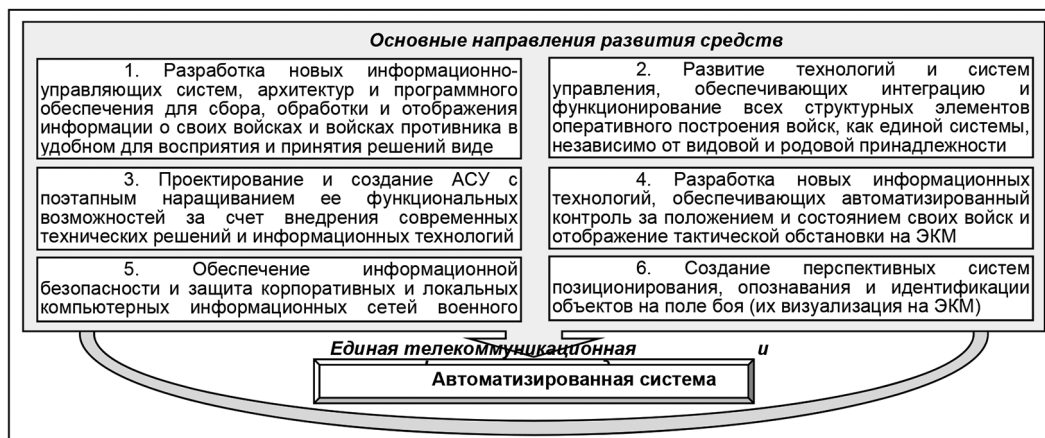 Основные направления развития средств
1. Разработка новых информационно-
управляющих систем, архитектур и программного
обеспечения для сбора, обработки и отображения
информации о своих войсках и войсках противника в
удобном для восприятия и принятия решений виде
2. Развитие технологий и систем
управления, обеспечивающих интеграцию и
функционирование всех структурных элементов
оперативного построения войск, как единой системы,
независимо от видовой и родовой принадлежности
3. Проектирование и создание АСУ с
поэтапным наращиванием ее функциональных
возможностей за счет внедрения современных
технических решений и информационных технологий
4. Разработка новых информационных
технологий, обеспечивающих автоматизированный
контроль за положением и состоянием своих войск и
отображение тактической обстановки на ЭКМ
5. Обеспечение информационной
безопасности и защита корпоративных и локальных
компьютерных информационных сетей военного
6. Создание перспективных систем
позиционирования, опознавания и идентификации
объектов на поле боя (их визуализация на ЭКМ)
Единая телекоммуникационная и
Автоматизированная система